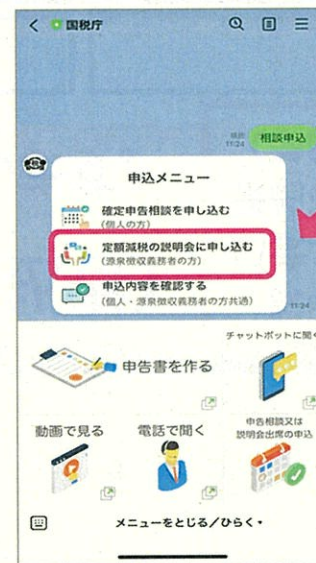 国税庁
相談申込
既読
11:24
申込メニュー
確定申告相談を申し込む
(個人の方)
定額減税の説明会に申し込む
(源泉徴収義務者の方)
申込内容を確認する
(個人・源泉徴収義務者の方共通)
11:24
チャットボットに聞く
申告書を作る
動画で見る
電話で聞く
申告相談又は
説明会出席の申込
メニューをとじる/ひらく